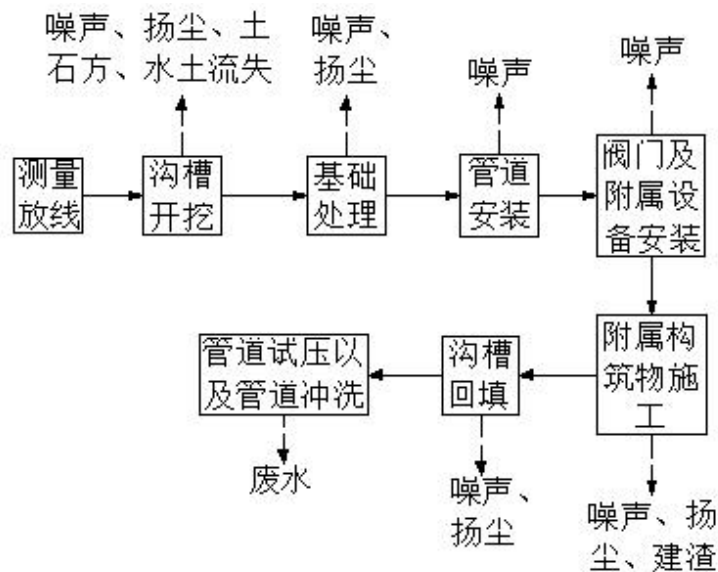 噪声、扬尘、土
石方、水土流失
噪声、
扬尘
噪声
噪声
测量
放线
沟槽
开挖
基础
处理
管道
安装
阀门及
附属设
备安装
管道试压以
及管道冲洗
沟槽
回填
附属构
筑物施
工
废水
噪声、
扬尘
噪声、扬
尘、建渣